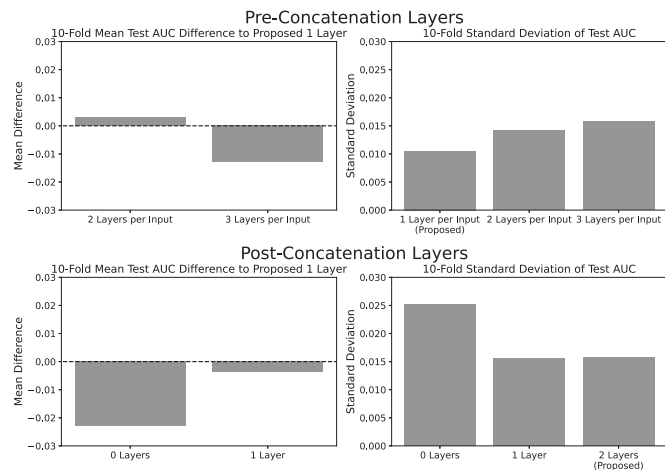 Pre-Concatenation Layers
10-Fold Mean Test AUC Difference to Proposed 1 Layer
10-Fold Standard Deviation of Test AUC
0.03
0.02
0.01
0.00
−0.01
−0.02
−0.03
Mean Difference
2 Layers per Input
3 Layers per Input
0.030
0.025
0.020
0.015
0.010
0.005
0.000
Standard Deviation
1 Layer per Input
(Proposed)
2 Layers per Input
3 Layers per Input
Post-Concatenation Layers
10-Fold Mean Test AUC Difference to Proposed 1 Layer
10-Fold Standard Deviation of Test AUC
0.03
0.02
0.01
0.00
−0.01
−0.02
−0.03
Mean Difference
0 Layers
1 Layer
0.030
0.025
0.020
0.015
0.010
0.005
0.000
Standard Deviation
0 Layers
1 Layer
2 Layers
(Proposed)